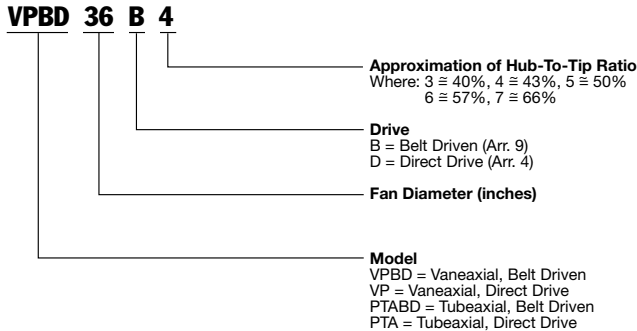 VPBD 36 B 4
Approximation of Hub-To-Tip Ratio
Where: 3 ≅ 40%, 4 ≅ 43%, 5 ≅ 50%
6 ≅ 57%, 7 ≅ 66%
Drive
B = Belt Driven (Arr. 9)
D = Direct Drive (Arr. 4)
Fan Diameter (inches)
Model
VPBD = Vaneaxial, Belt Driven
VP = Vaneaxial, Direct Drive
PTABD = Tubeaxial, Belt Driven
PTA = Tubeaxial, Direct Drive